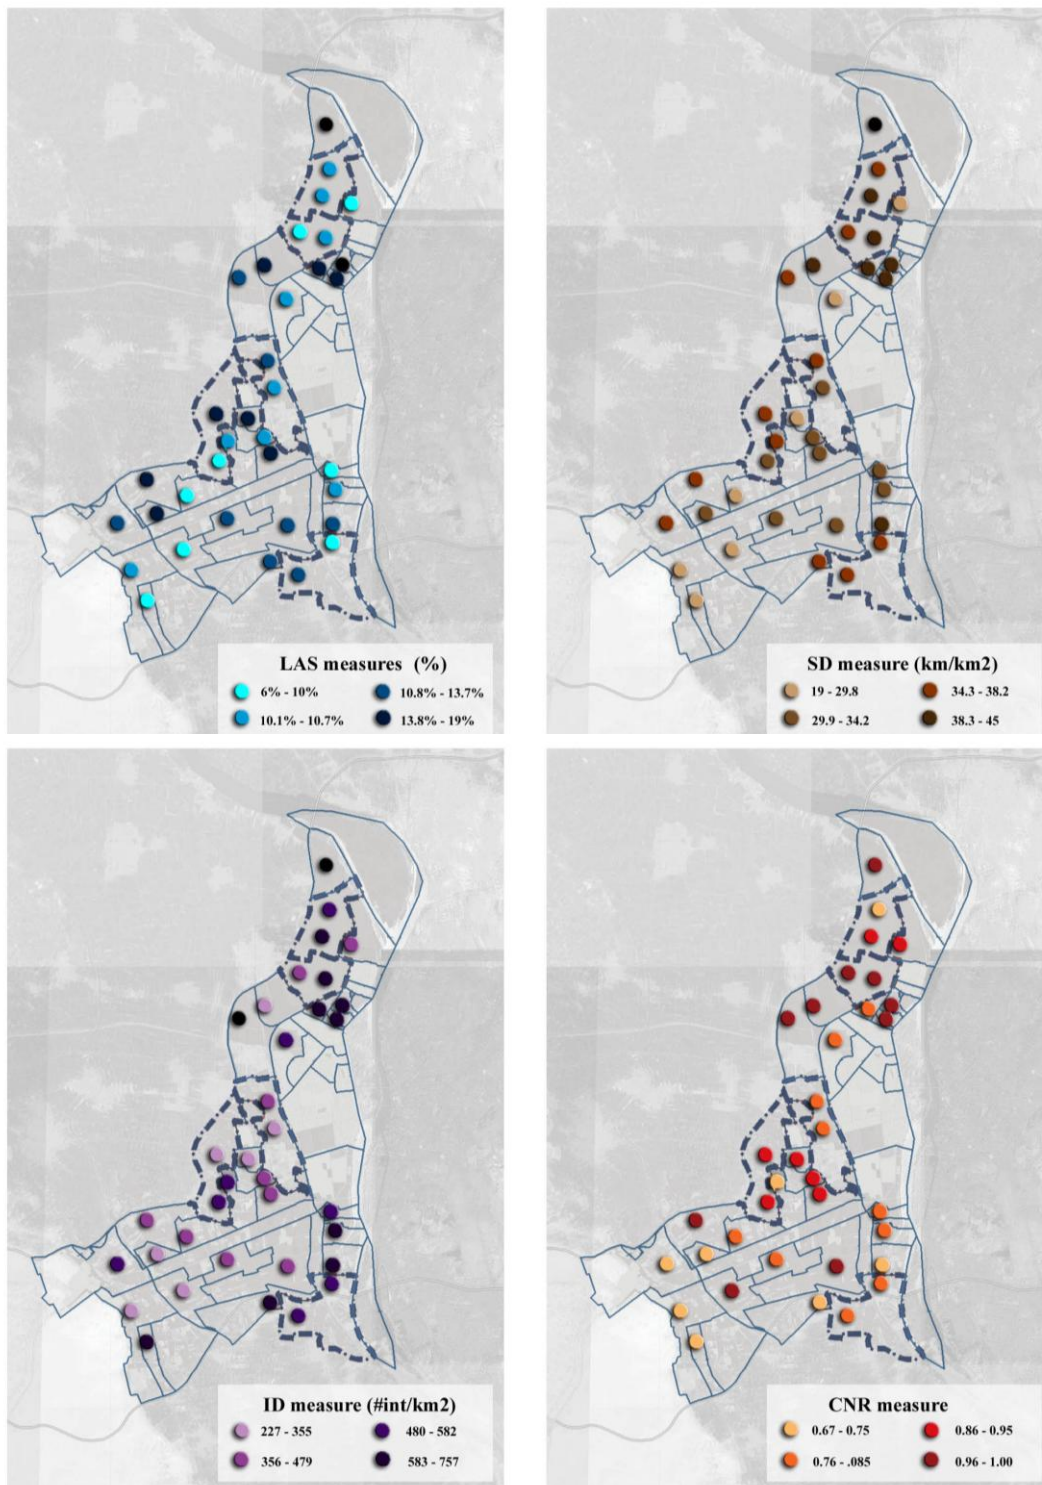 LAS measures (%)
6% - 10%
10.8% - 13.7%
10.1% - 10.7%
13.8% - 19%
SD measure (km/km2)
19 - 29.8
34.3 - 38.2
29.9 - 34.2
38.3 - 45
ID measure (#int/km2)
227 - 355
480 - 582
356 - 479
583 - 757
CNR measure
0.67 - 0.75
0.86 - 0.95
0.76 - .085
0.96 - 1.00